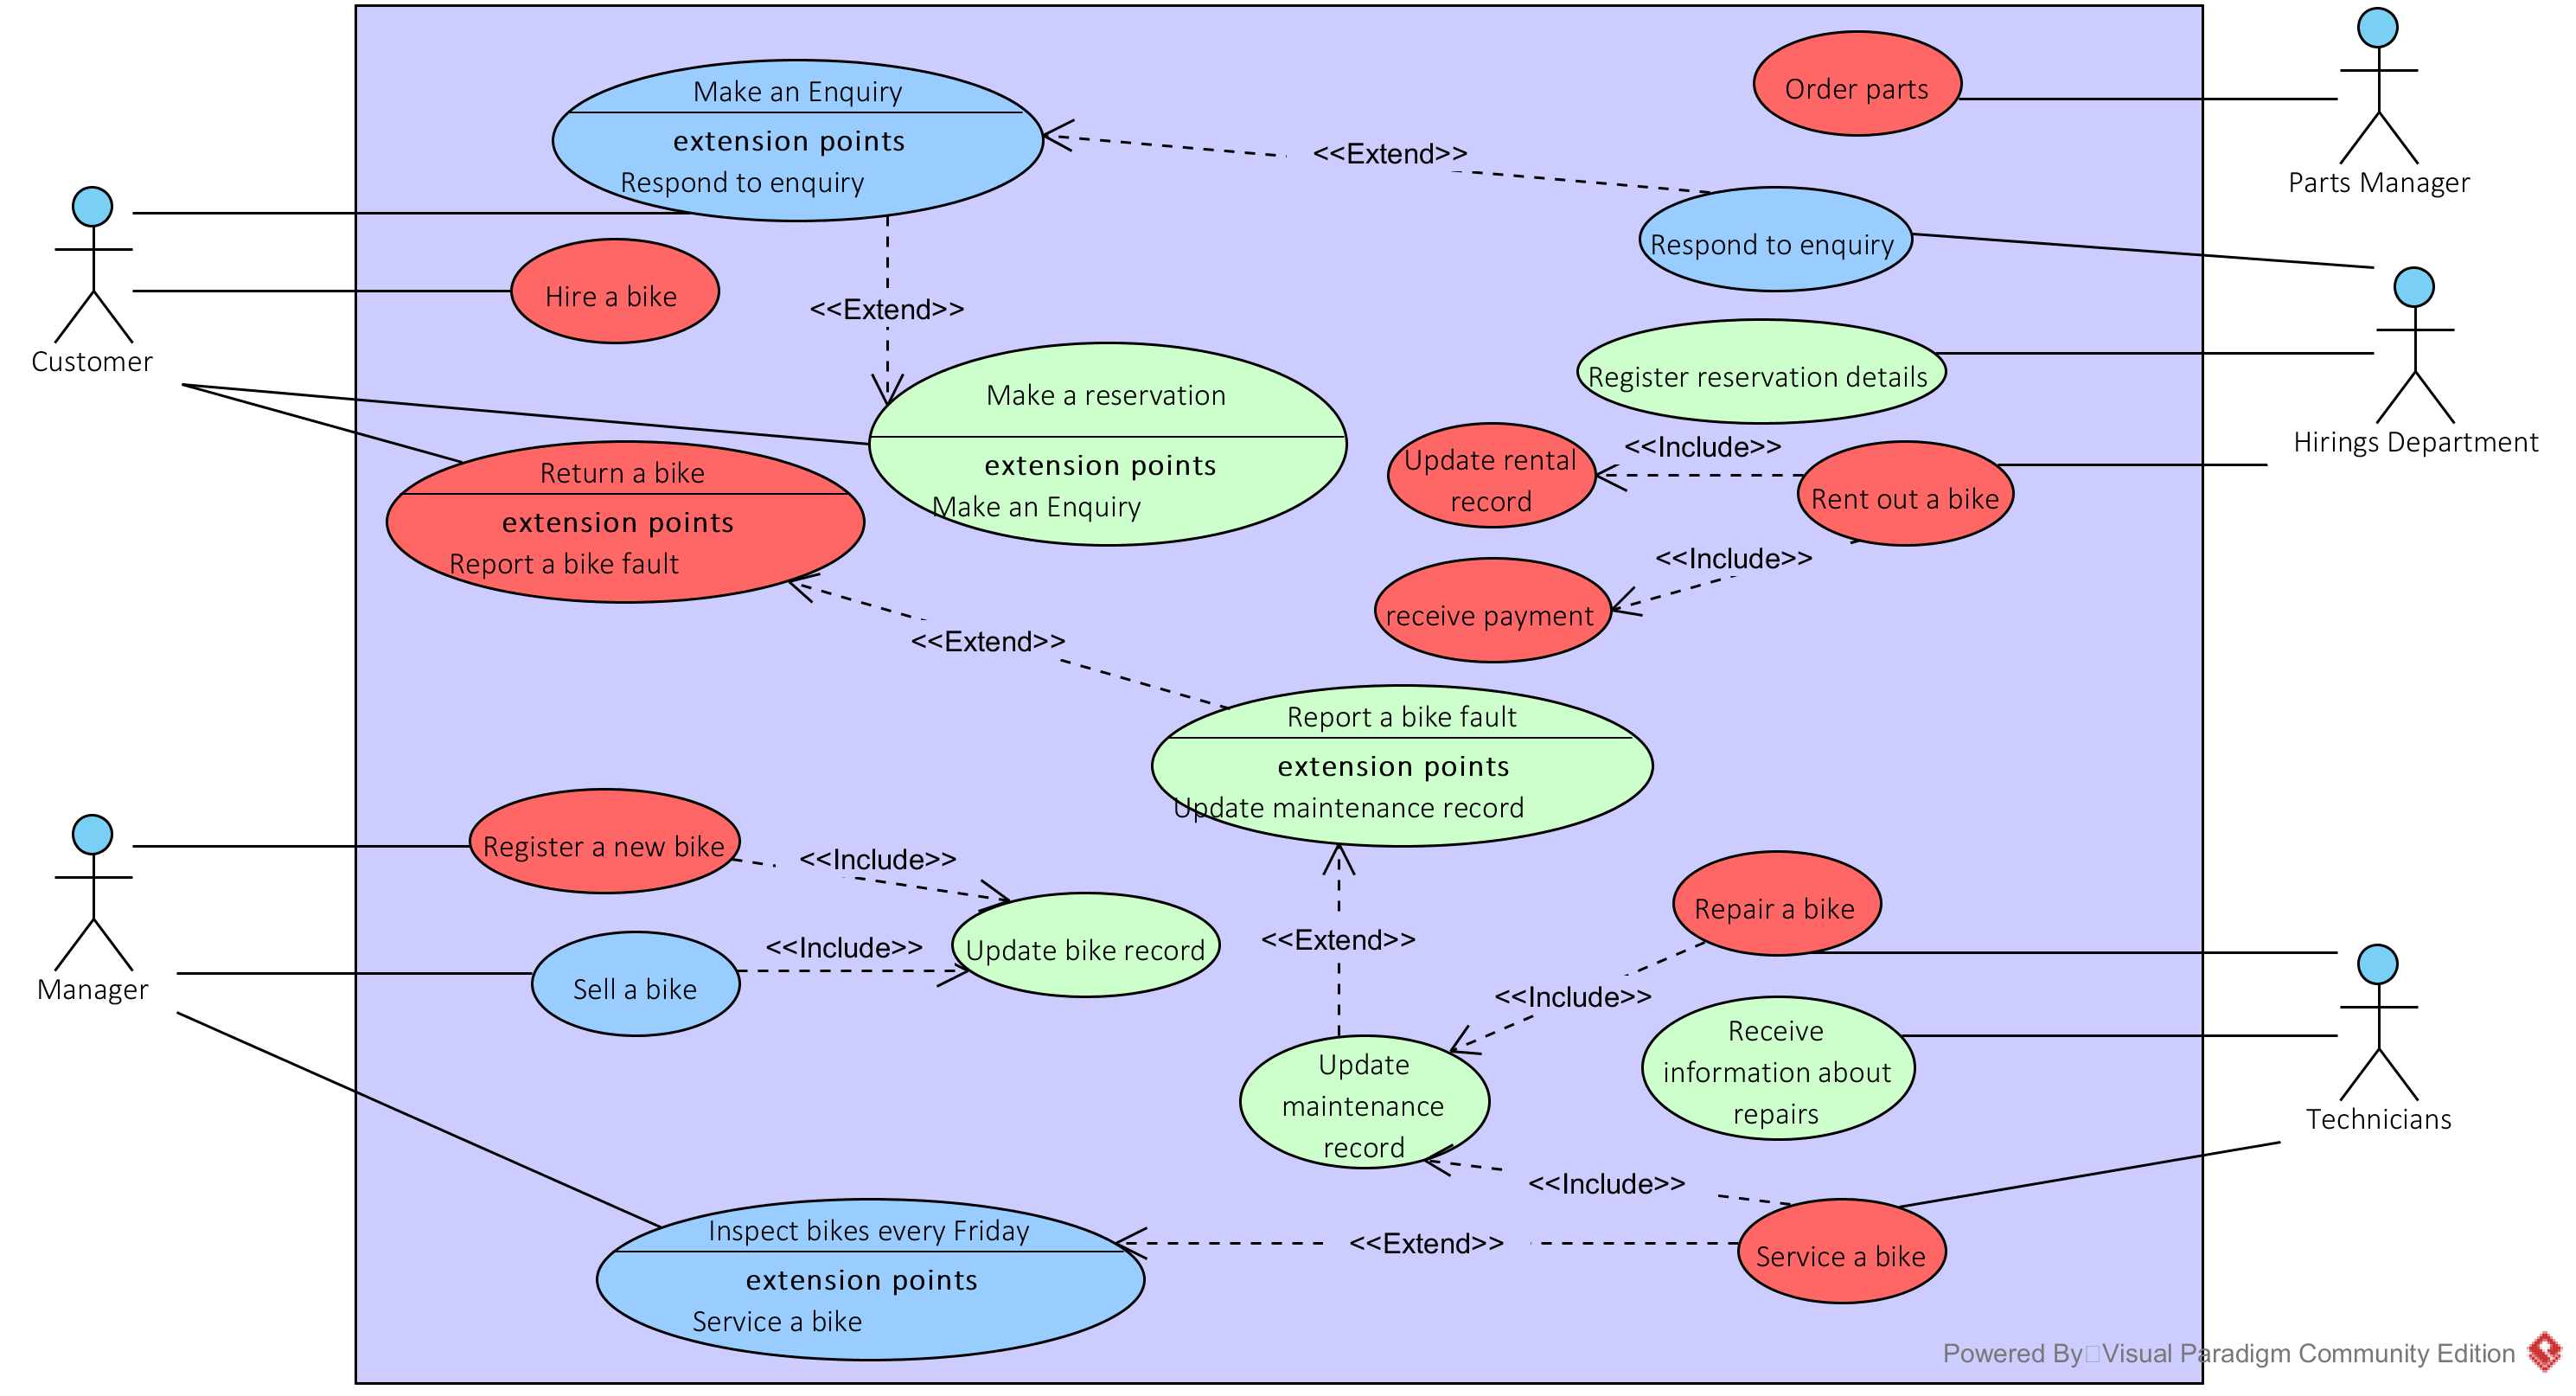 Make an Enquiry
extension points
Respond to enquiry
Order parts
Parts Manager
<<Extend>>
Respond to enquiry
Customer
Hire a bike
<<Extend>>
Hirings Department
Register reservation details
Make a reservation
extension points
Make an Enquiry
Return a bike
extension points
Report a bike fault
Update rental
record
<<Include>>
Rent out a bike
<<Include>>
receive payment
<<Extend>>
Report a bike fault
extension points
Update maintenance record
Manager
Register a new bike
<<Include>>
Update bike record
Sell a bike
<<Include>>
<<Extend>>
Repair a bike
<<Include>>
Update
maintenance
record
Receive
information about
repairs
Technicians
<<Include>>
Inspect bikes every Friday
extension points
Service a bike
<<Extend>>
Service a bike
Powered By□Visual Paradigm Community Edition